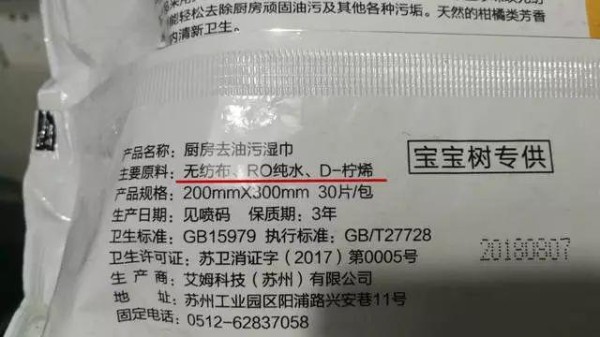 能轻松去除厨房顽固油污及其他各种污垢。天然的柑橘类芳香
内清新卫生。
产品名称：厨房去油污湿巾
主要原料：无纺布、RO纯水、D-柠烯
宝宝树专供
产品规格：200mmX300mm 30片/包
生产日期：见喷码 保质期：3年
卫生标准：GB15979 执行标准：GB/T27728
20180807
卫生许可证：苏卫消证字（2017）第0005号
生 产 商：艾姆科技（苏州）有限公司
地 址：苏州工业园区阳浦路兴安巷11号
固定电话：0512-62837058